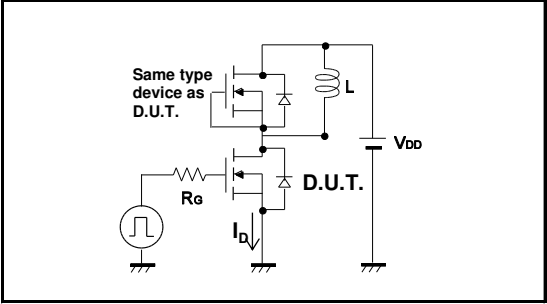 Same type
device as
D.U.T.
L
VDD
D.U.T.
RG
ID